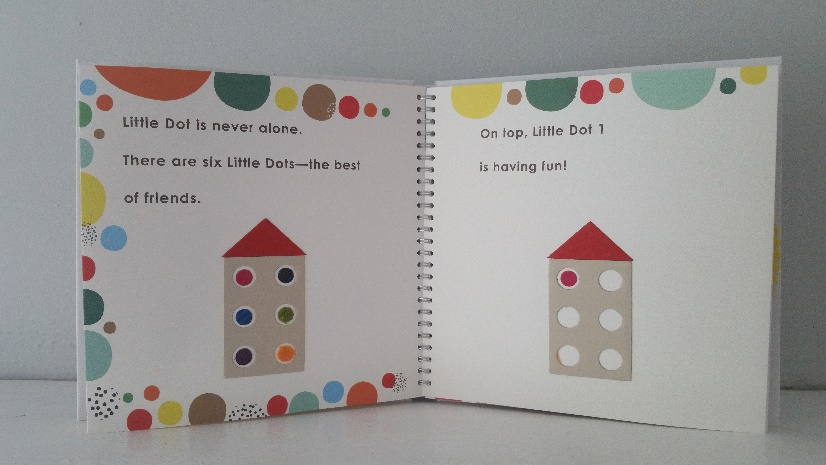 Little Dot is never alone.
There are six Little Dots—the best
of friends.
On top, Little Dot 1
is having fun!